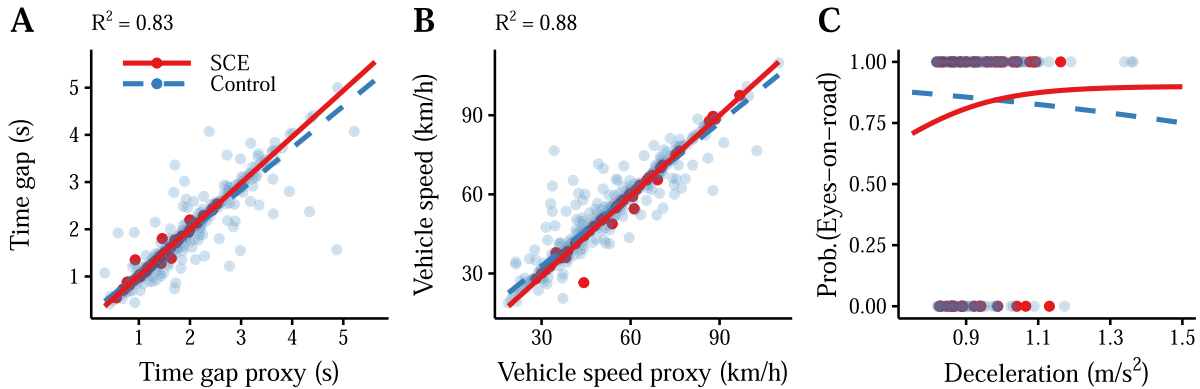 A
R² = 0.83
SCE
Control
5
4
3
2
1
Time gap (s)
1 2 3 4 5
Time gap proxy (s)
B
R² = 0.88
90
60
30
Vehicle speed (km/h)
30 60 90
Vehicle speed proxy (km/h)
C
1.00
0.75
0.50
0.25
0.00
Prob.(Eyes−on−road)
0.9 1.1 1.3 1.5
Deceleration (m/s²)